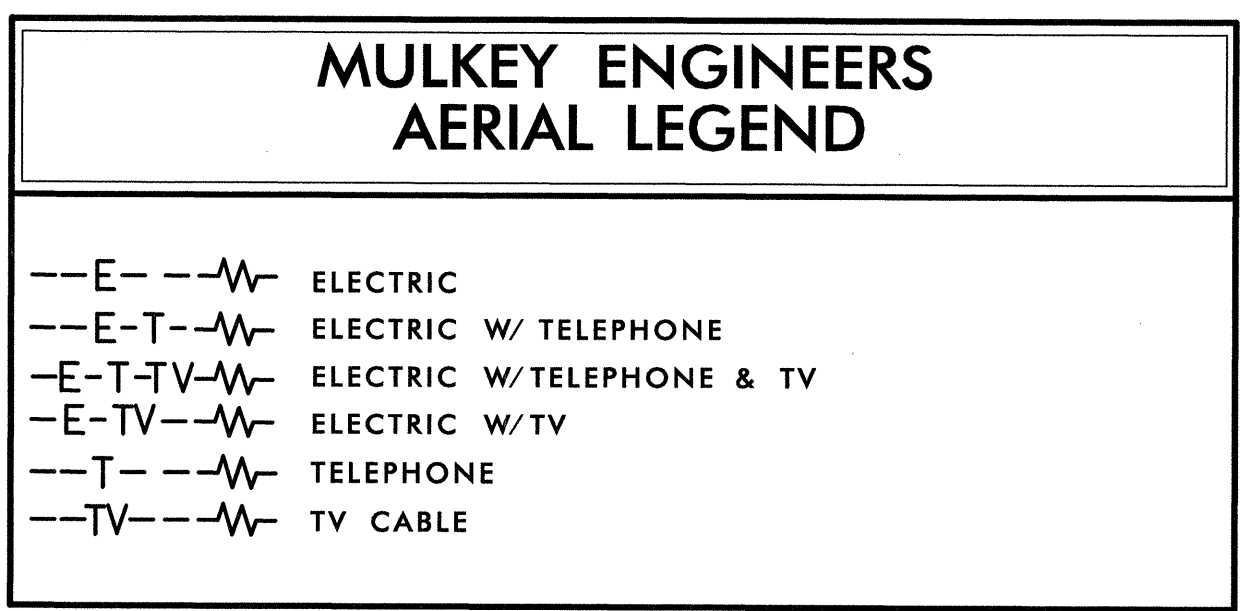 MULKEY ENGINEERS
AERIAL LEGEND
--E- --- ELECTRIC
--E-T-- ELECTRIC W/ TELEPHONE
-E-T-TV- ELECTRIC W/TELEPHONE & TV
-E-TV-- ELECTRIC W/TV
--T- -- TELEPHONE
--TV--- TV CABLE